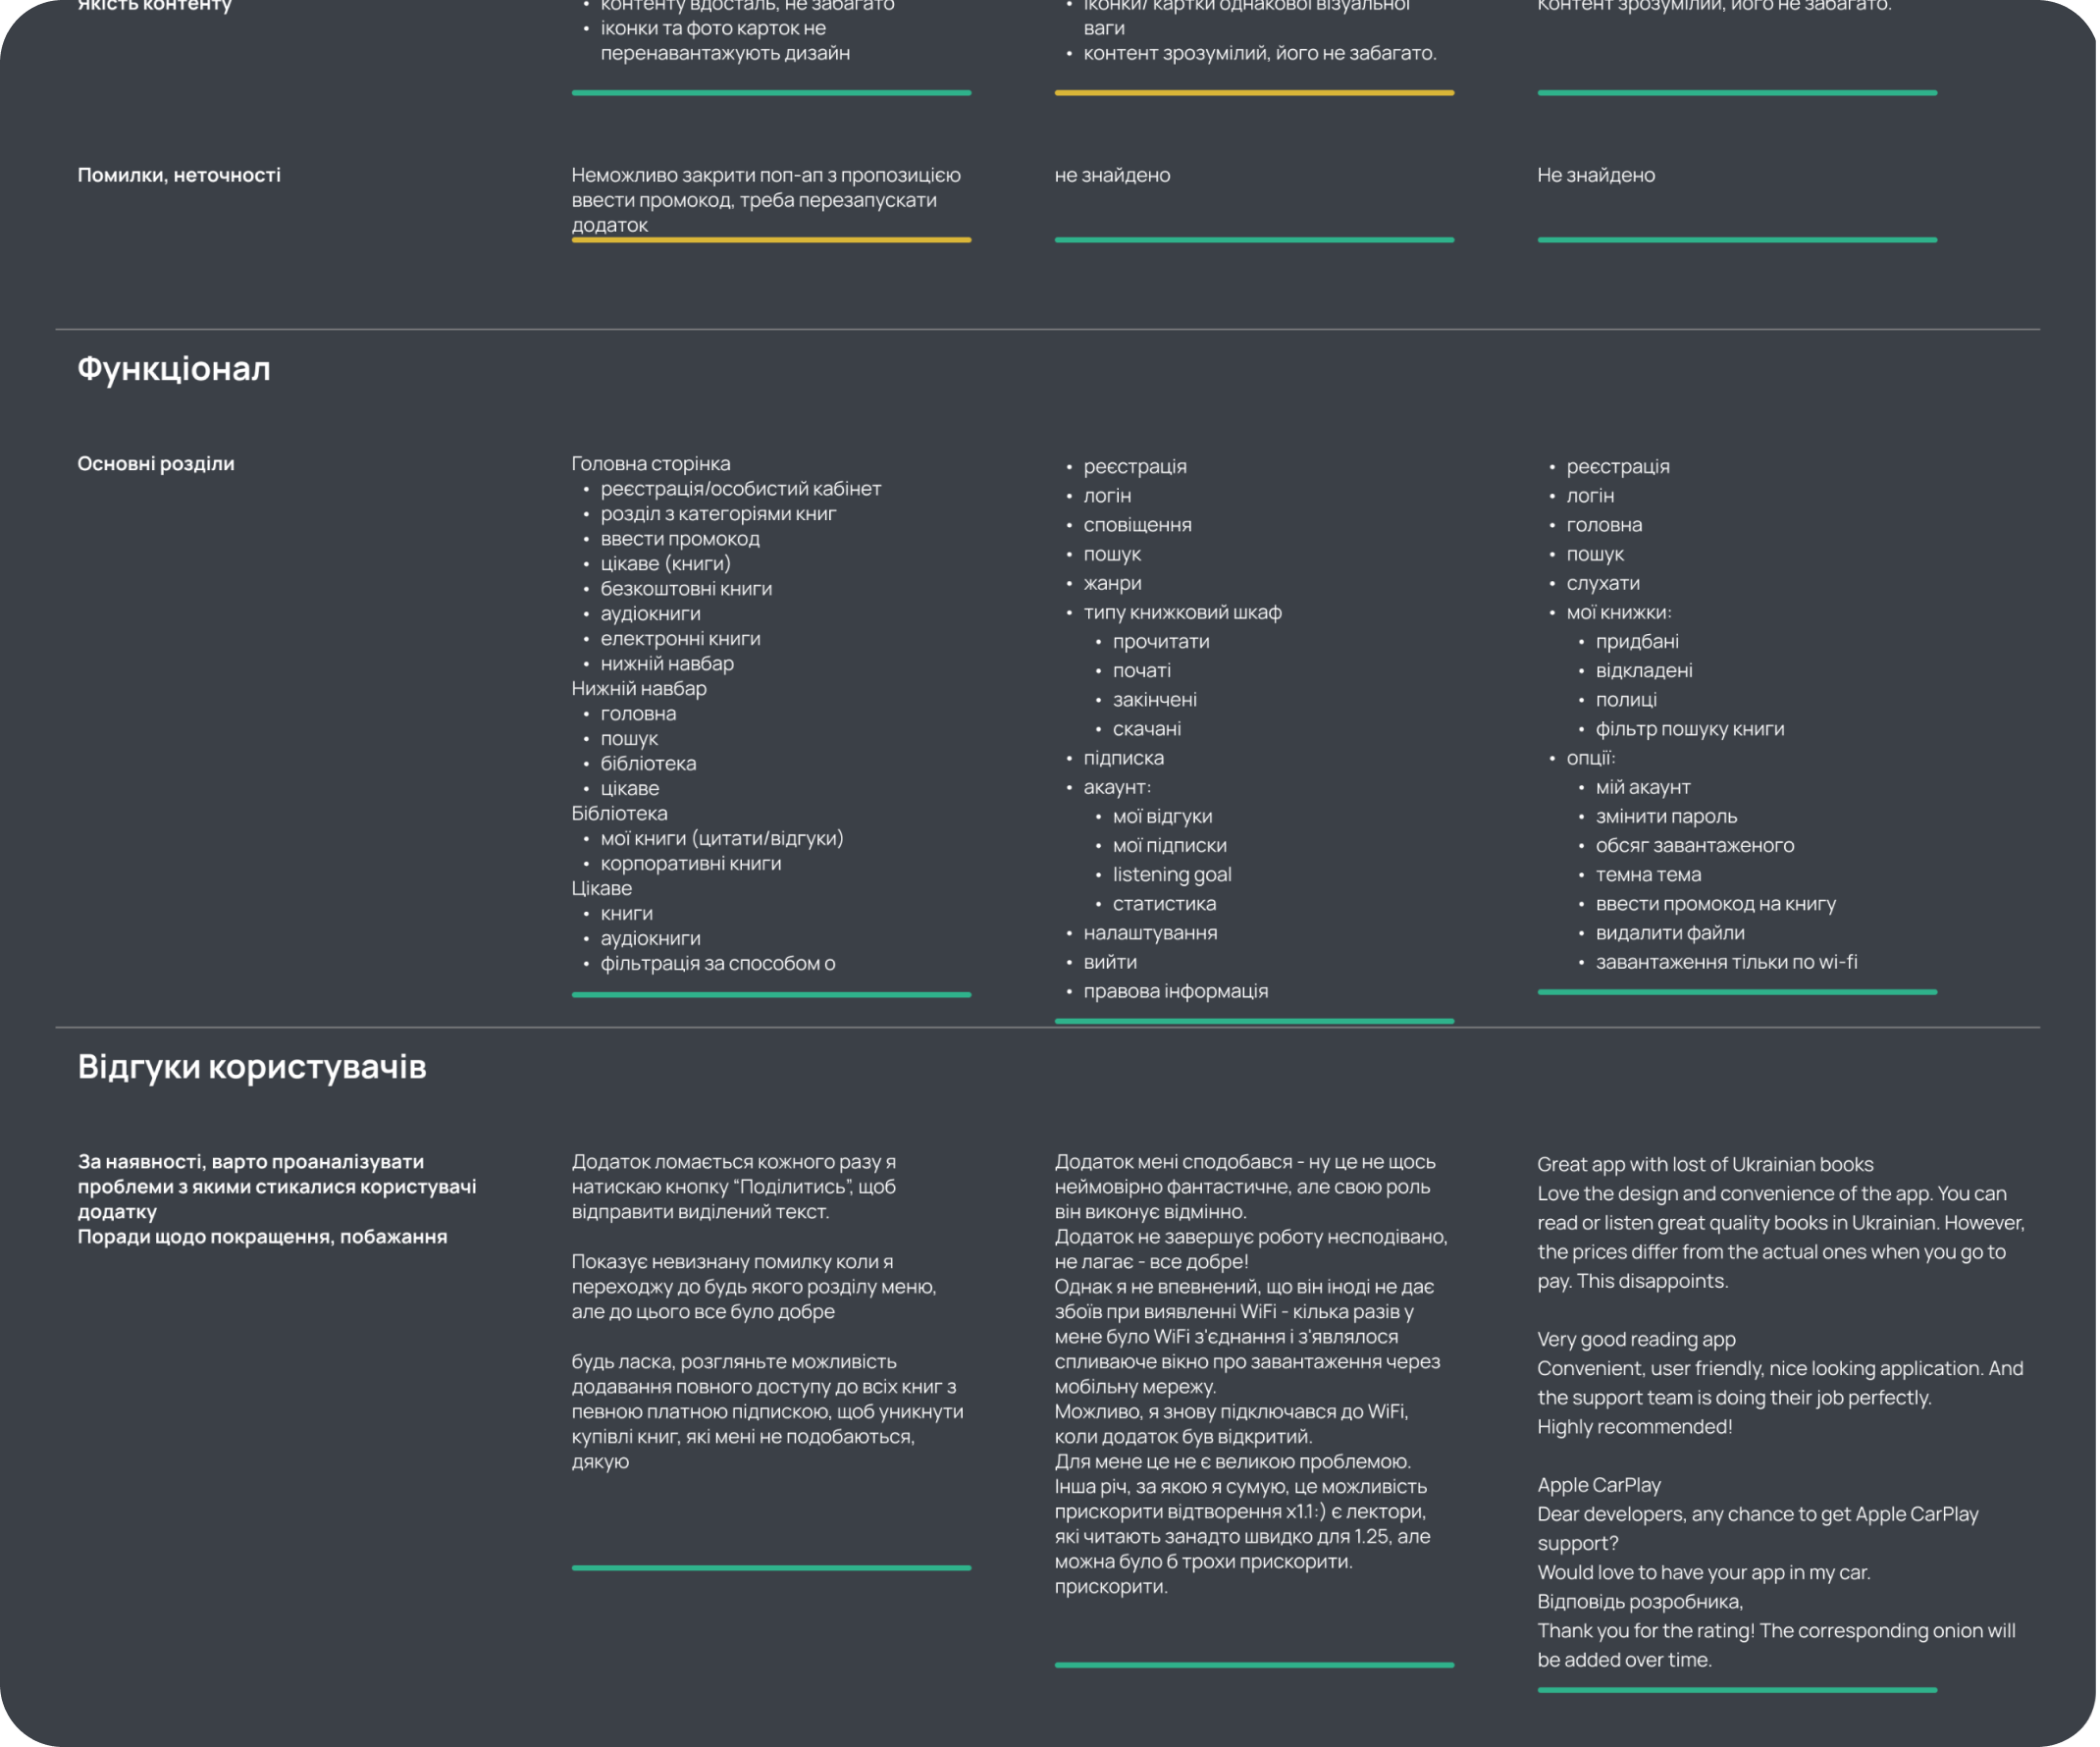 Якість контенту
контенту вдосталь, не забагато
• іконки та фото карток не
перенавантажують дизайн
• іконки/ картки однакової візуальної
ваги
• контент зрозумілий, його не забагато.
Контент зрозумілий, його не забагато.
Помилки, неточності
Неможливо закрити поп-ап з пропозицією
ввести промокод, треба перезапускати
додаток
не знайдено
Не знайдено
Функціонал
Основні розділи
Головна сторінка
• реєстрація/особистий кабінет
• розділ з категоріями книг
• ввести промокод
• цікаве (книги)
• безкоштовні книги
• аудіокниги
• електронні книги
• нижній навбар
Нижній навбар
• головна
• пошук
• бібліотека
• цікаве
Бібліотека
• мої книги (цитати/відгуки)
• корпоративні книги
Цікаве
• книги
• аудіокниги
• фільтрація за способом о
• реєстрація
• логін
• сповіщення
• пошук
• жанри
• типу книжковий шкаф
• прочитати
• початі
• закінчені
• скачані
• підписка
• акаунт:
• мої відгуки
• мої підписки
• listening goal
• статистика
• налаштування
• вийти
• правова інформація
• реєстрація
• логін
• головна
• пошук
• слухати
• мої книжки:
• придбані
• відкладені
• полиці
• фільтр пошуку книги
• опції:
• мій акаунт
• змінити пароль
• обсяг завантаженого
• темна тема
• ввести промокод на книгу
• видалити файли
• завантаження тільки по wi-fi
Відгуки користувачів
За наявності, варто проаналізувати
проблеми з якими стикалися користувачі
додатку
Поради щодо покращення, побажання
Додаток ломається кожного разу я
натискаю кнопку “Поділитись”, щоб
відправити виділений текст.
Показує невизнану помилку коли я
переходжу до будь якого розділу меню,
але до цього все було добре
будь ласка, розгляньте можливість
додавання повного доступу до всіх книг з
певною платною підпискою, щоб уникнути
купівлі книг, які мені не подобаються,
дякую
Додаток мені сподобався - ну це не щось
неймовірно фантастичне, але свою роль
він виконує відмінно.
Додаток не завершує роботу несподівано,
не лагає - все добре!
Однак я не впевнений, що він іноді не дає
збоїв при виявленні WiFi - кілька разів у
мене було WiFi з'єднання і з'являлося
спливаюче вікно про завантаження через
мобільну мережу.
Можливо, я знову підключався до WiFi,
коли додаток був відкритий.
Для мене це не є великою проблемою.
Інша річ, за якою я сумую, це можливість
прискорити відтворення x1.1:) є лектори,
які читають занадто швидко для 1.25, але
можна було б трохи прискорити.
прискорити.
Great app with lost of Ukrainian books
Love the design and convenience of the app. You can
read or listen great quality books in Ukrainian. However,
the prices differ from the actual ones when you go to
pay. This disappoints.
Very good reading app
Convenient, user friendly, nice looking application. And
the support team is doing their job perfectly.
Highly recommended!
Apple CarPlay
Dear developers, any chance to get Apple CarPlay
support?
Would love to have your app in my car.
Відповідь розробника,
Thank you for the rating! The corresponding onion will
be added over time.